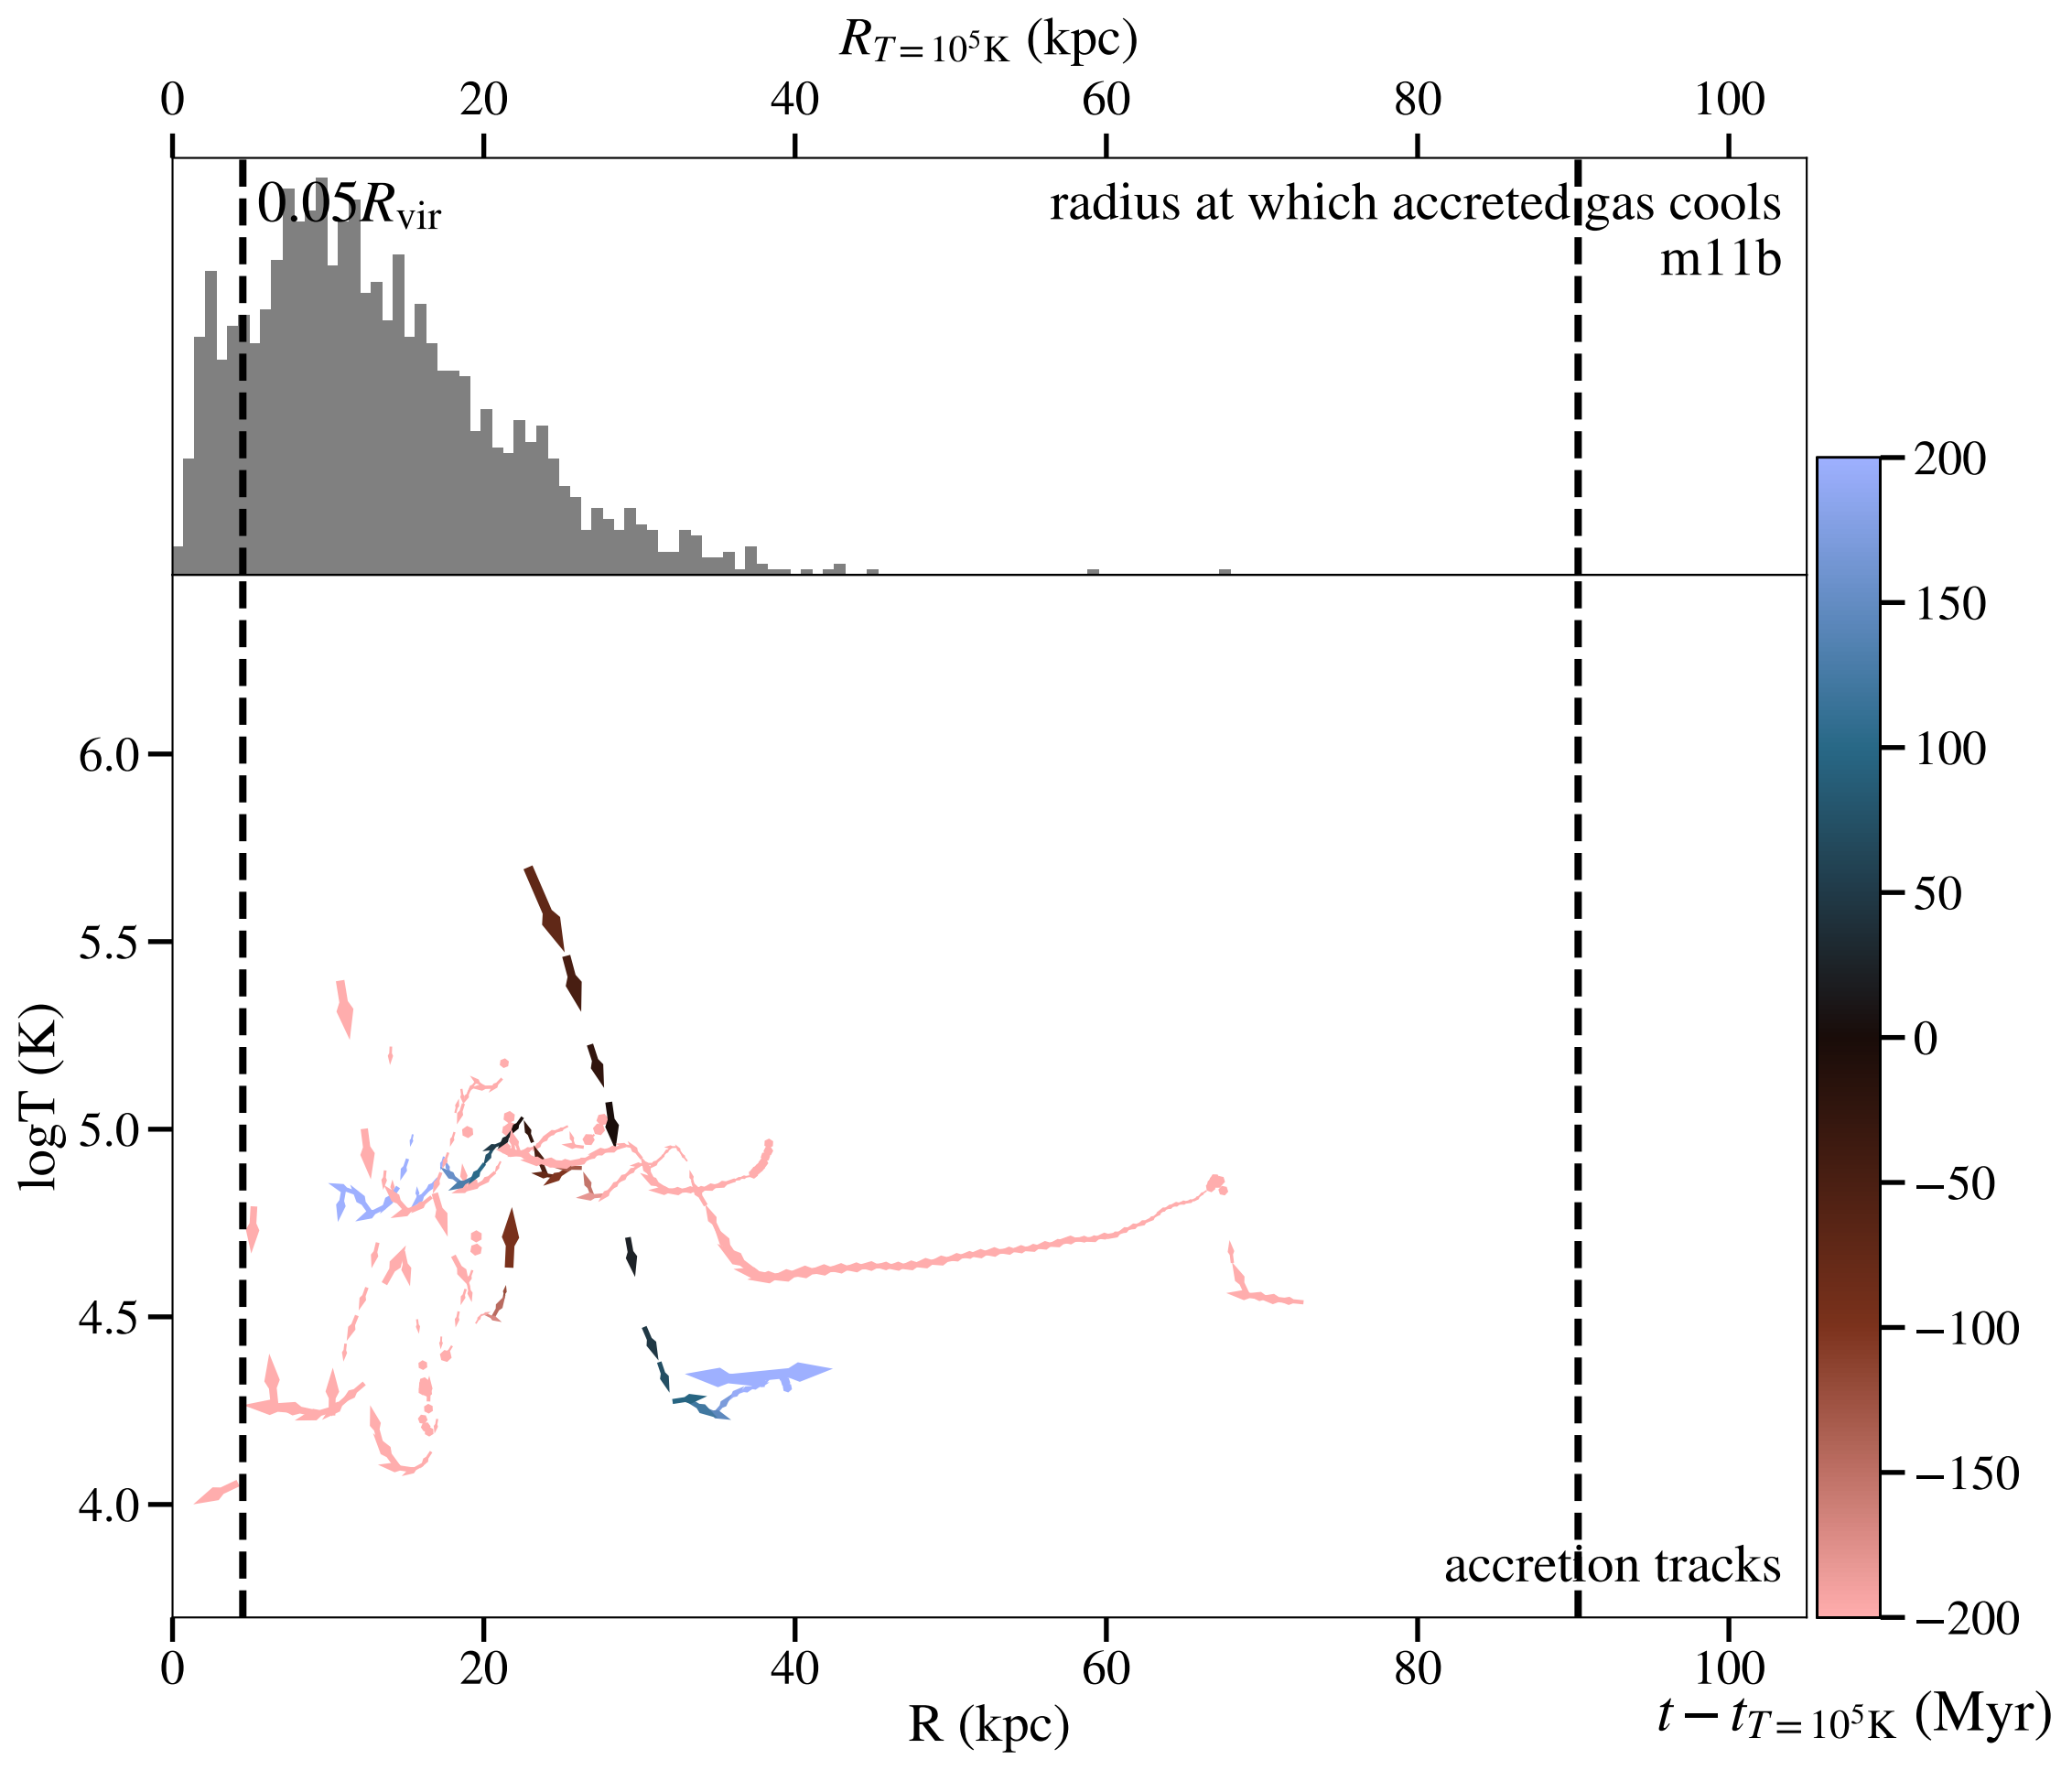 R_{T=10^5K} (kpc)
0 20 40 60 80 100
0.05R_{vir}
radius at which accreted gas cools
m11b
200
150
100
50
0
−50
−100
−150
−200
6.0
5.5
5.0
4.5
4.0
logT (K)
accretion tracks
0 20 40 60 80 100
R (kpc)
t − t_{T=10^5K} (Myr)